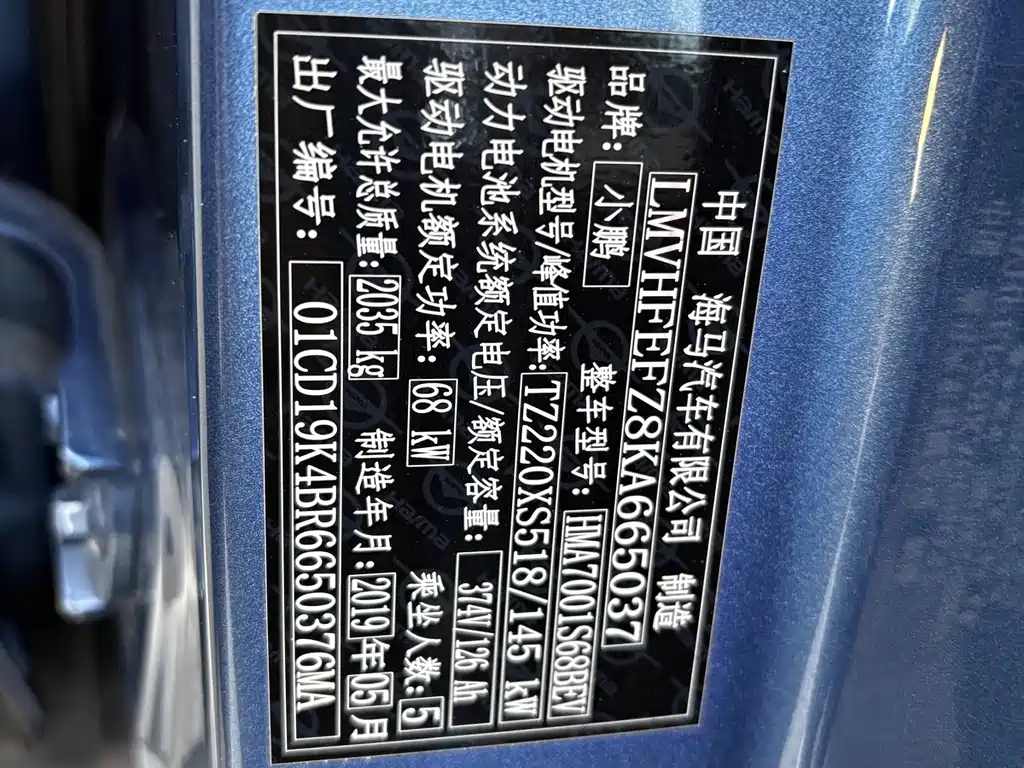 中国 海马汽车有限公司 制造
LMVHFEFZ8KA665037
品牌: 小鹏 整车型号: HMA7001S68BEV
驱动电机型号/峰值功率: TZ220XS518/145 kW
动力电池系统额定电压/额定容量: 374V/126 Ah
驱动电机额定功率: 68 kW 乘坐人数: 5
最大允许总质量: 2035 kg 制造年月: 2019年05月
出厂编号: 01CD19K4BR6650376MA